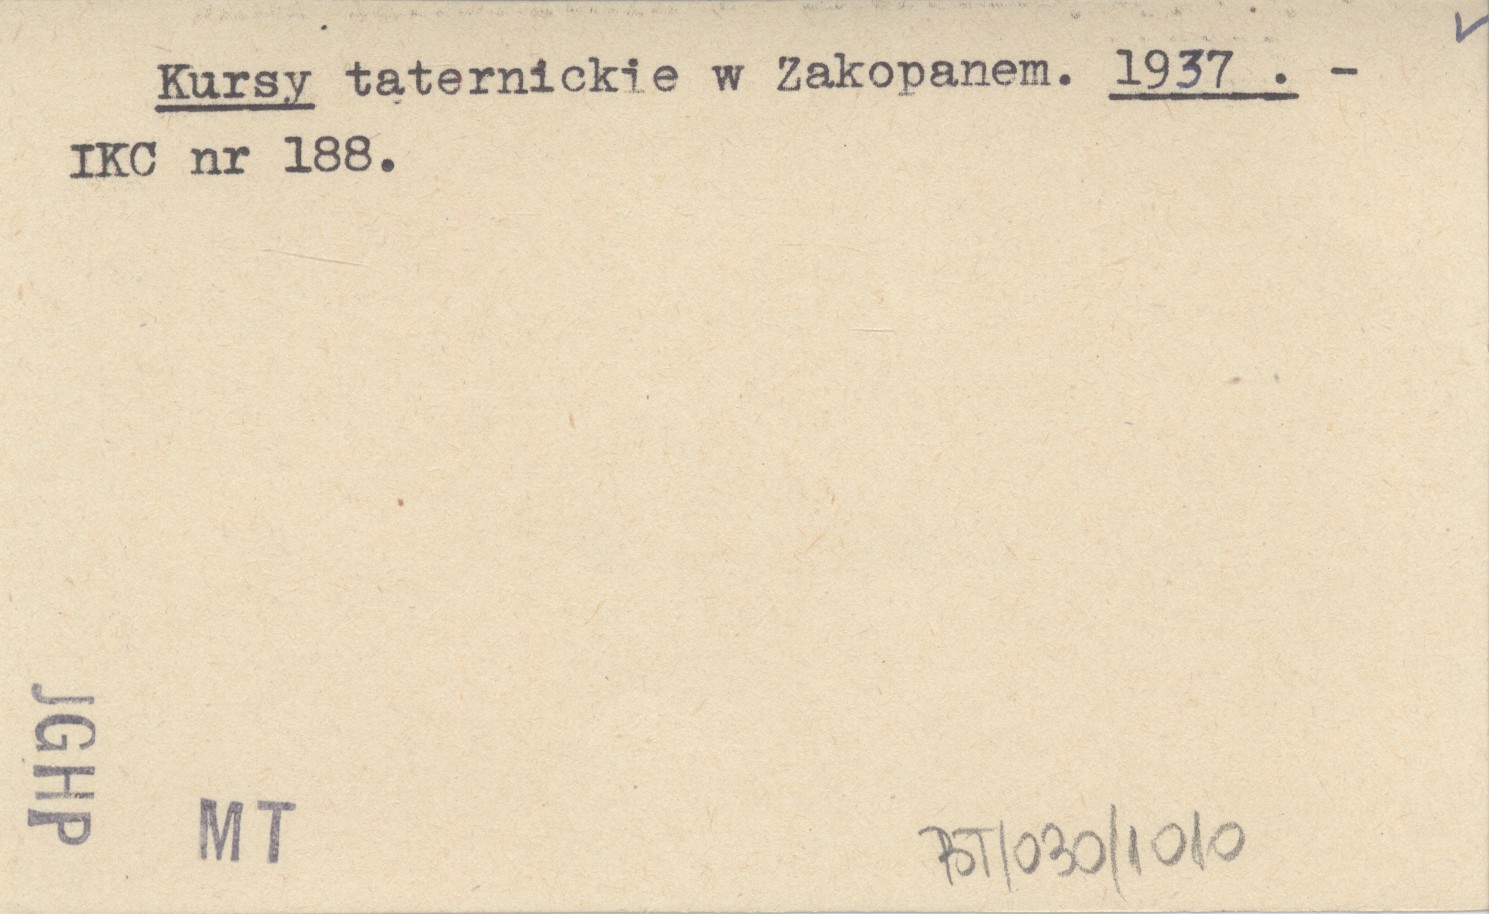 Kursy taternickie w Zakopanem. 1937 . -
IKC nr 188.
JGHP
MT
PST/030/1010